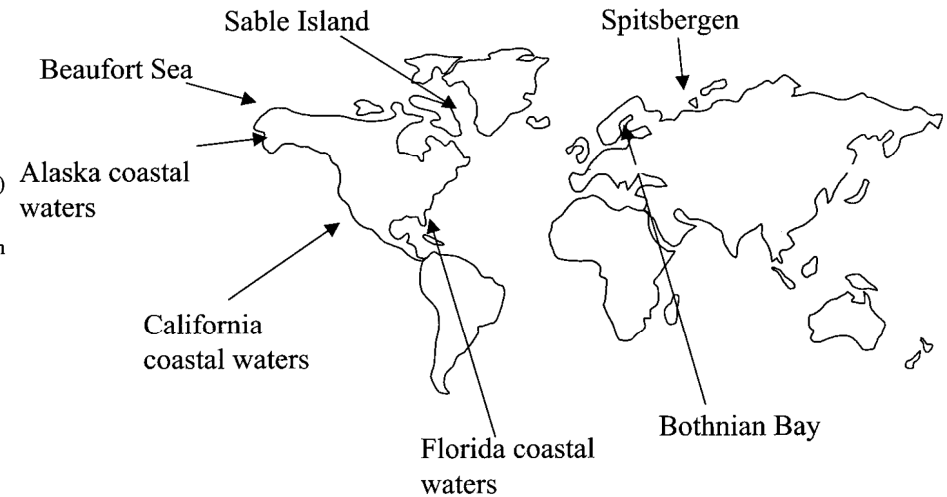 Sable Island
Spitsbergen
Beaufort Sea
Alaska coastal
waters
California
coastal waters
Florida coastal
waters
Bothnian Bay